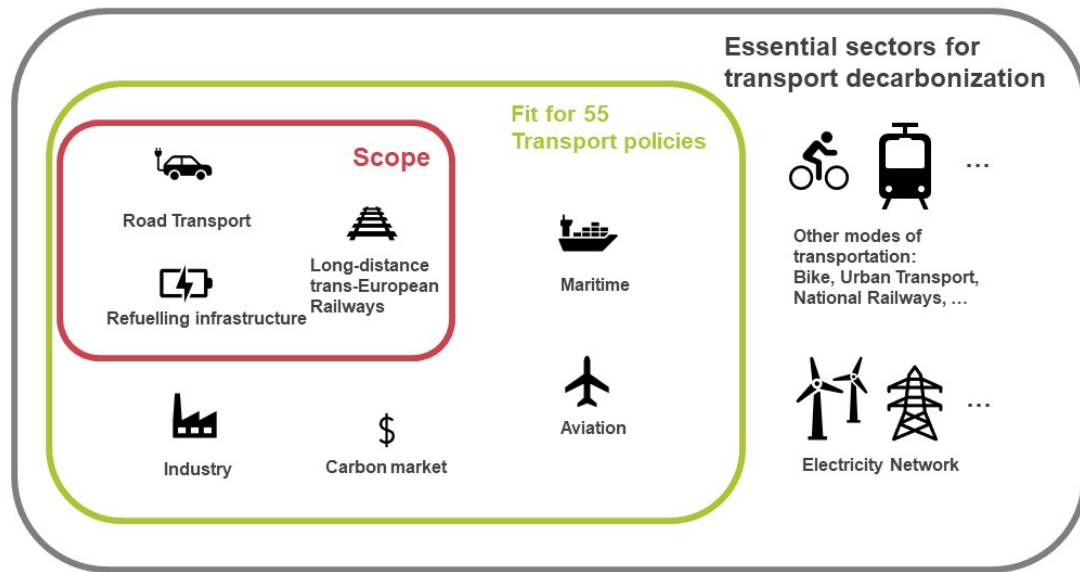 Essential sectors for
transport decarbonization
Fit for 55
Transport policies
Scope
Road Transport
Long-distance
trans-European
Railways
Refuelling infrastructure
Maritime
...
Other modes of
transportation:
Bike, Urban Transport,
National Railways, ...
Industry
$
Carbon market
Aviation
...
Electricity Network